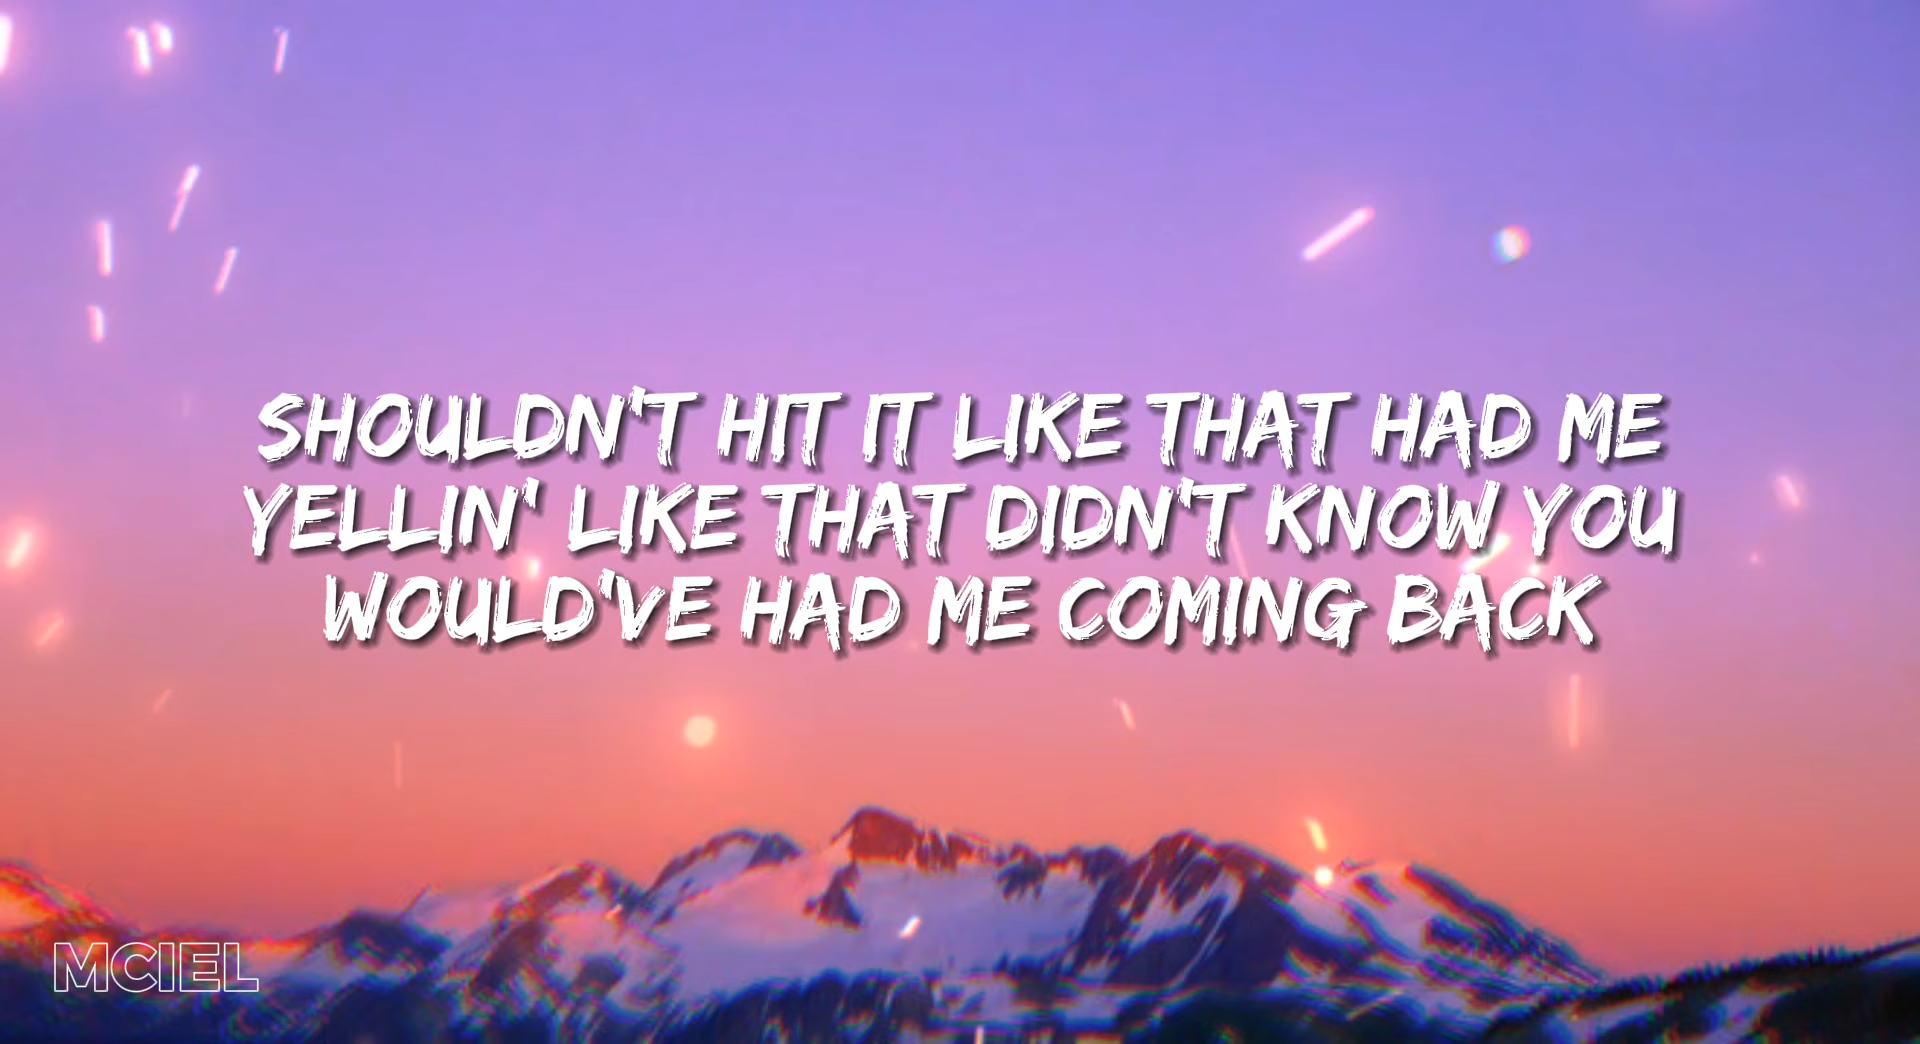 SHOULDN'T HIT IT LIKE THAT HAD ME
YELLIN' LIKE THAT DIDN'T KNOW YOU
WOULD'VE HAD ME COMING BACK
MCIEL